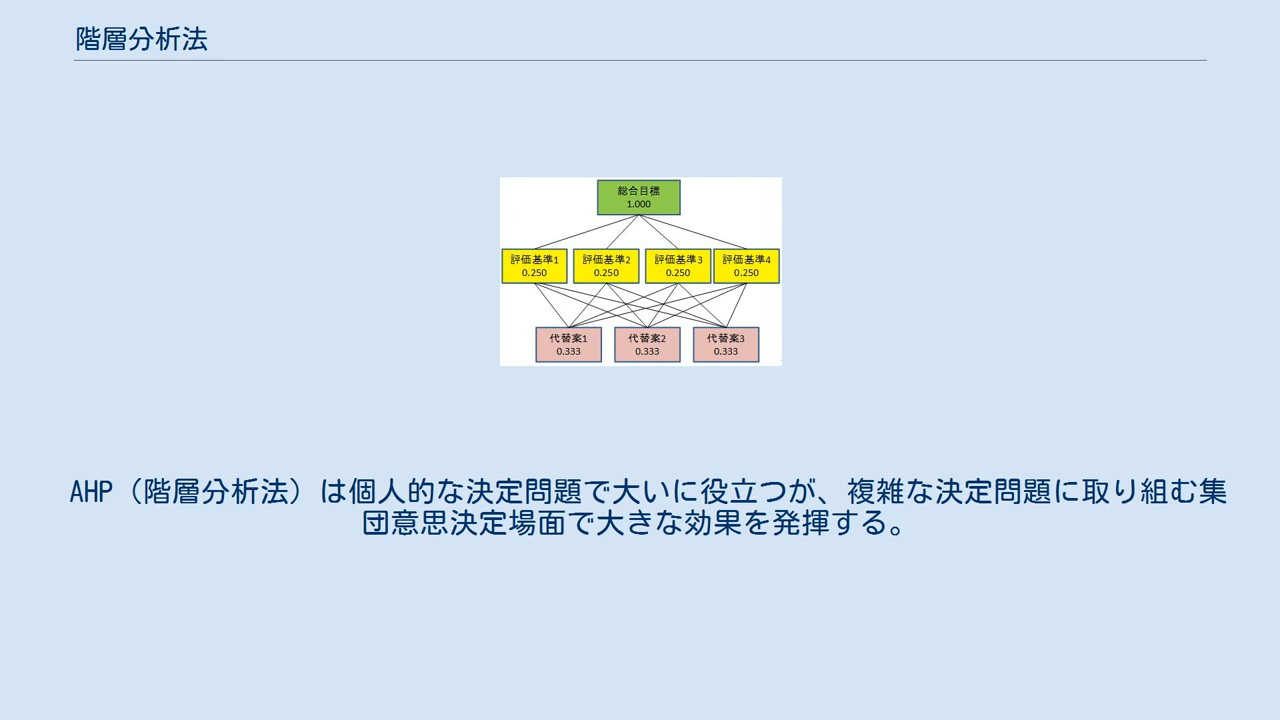 階層分析法
総合目標
1.000
評価基準1
0.250
評価基準2
0.250
評価基準3
0.250
評価基準4
0.250
代替案1
0.333
代替案2
0.333
代替案3
0.333
AHP（階層分析法）は個人的な決定問題で大いに役立つが、複雑な決定問題に取り組む集
団意思決定場面で大きな効果を発揮する。